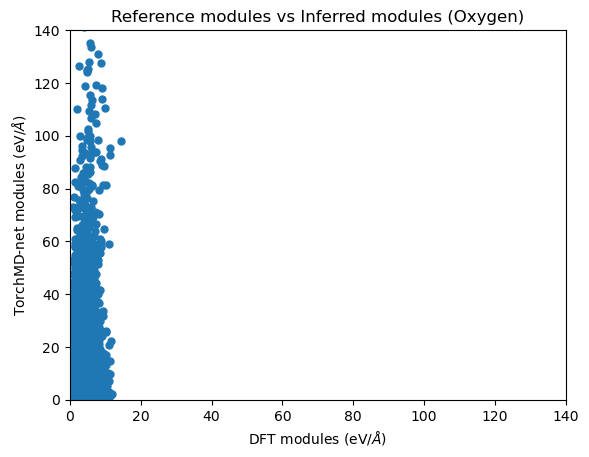 Reference modules vs Inferred modules (Oxygen)
TorchMD-net modules (eV/Å)
140
120
100
80
60
40
20
0
0 20 40 60 80 100 120 140
DFT modules (eV/Å)